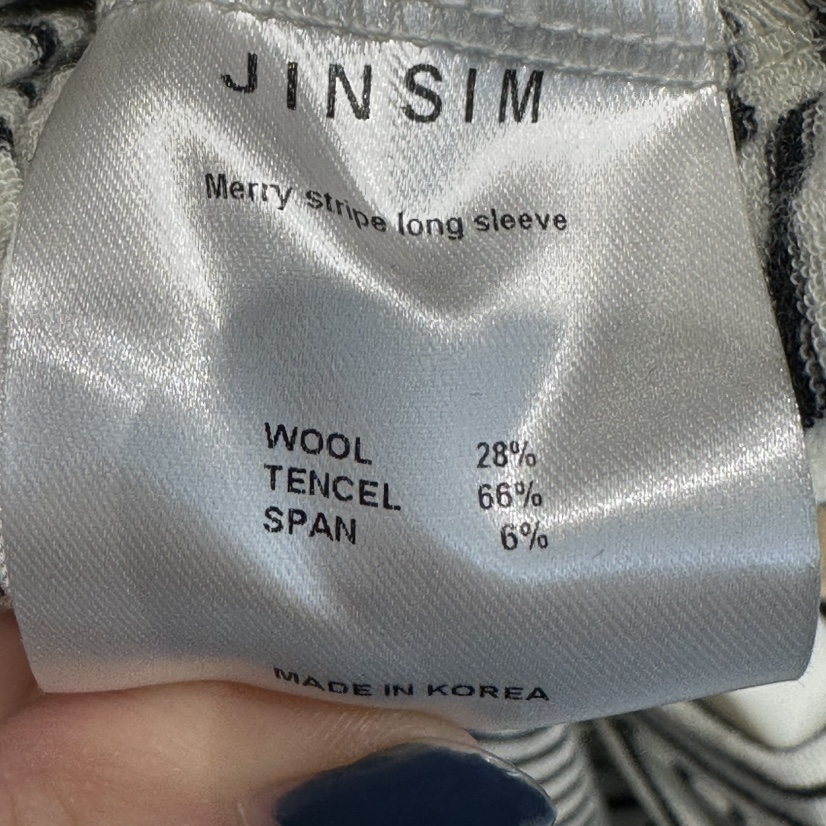 JINSIM
Merry stripe long sleeve
WOOL 28%
TENCEL 66%
SPAN 6%
MADE IN KOREA